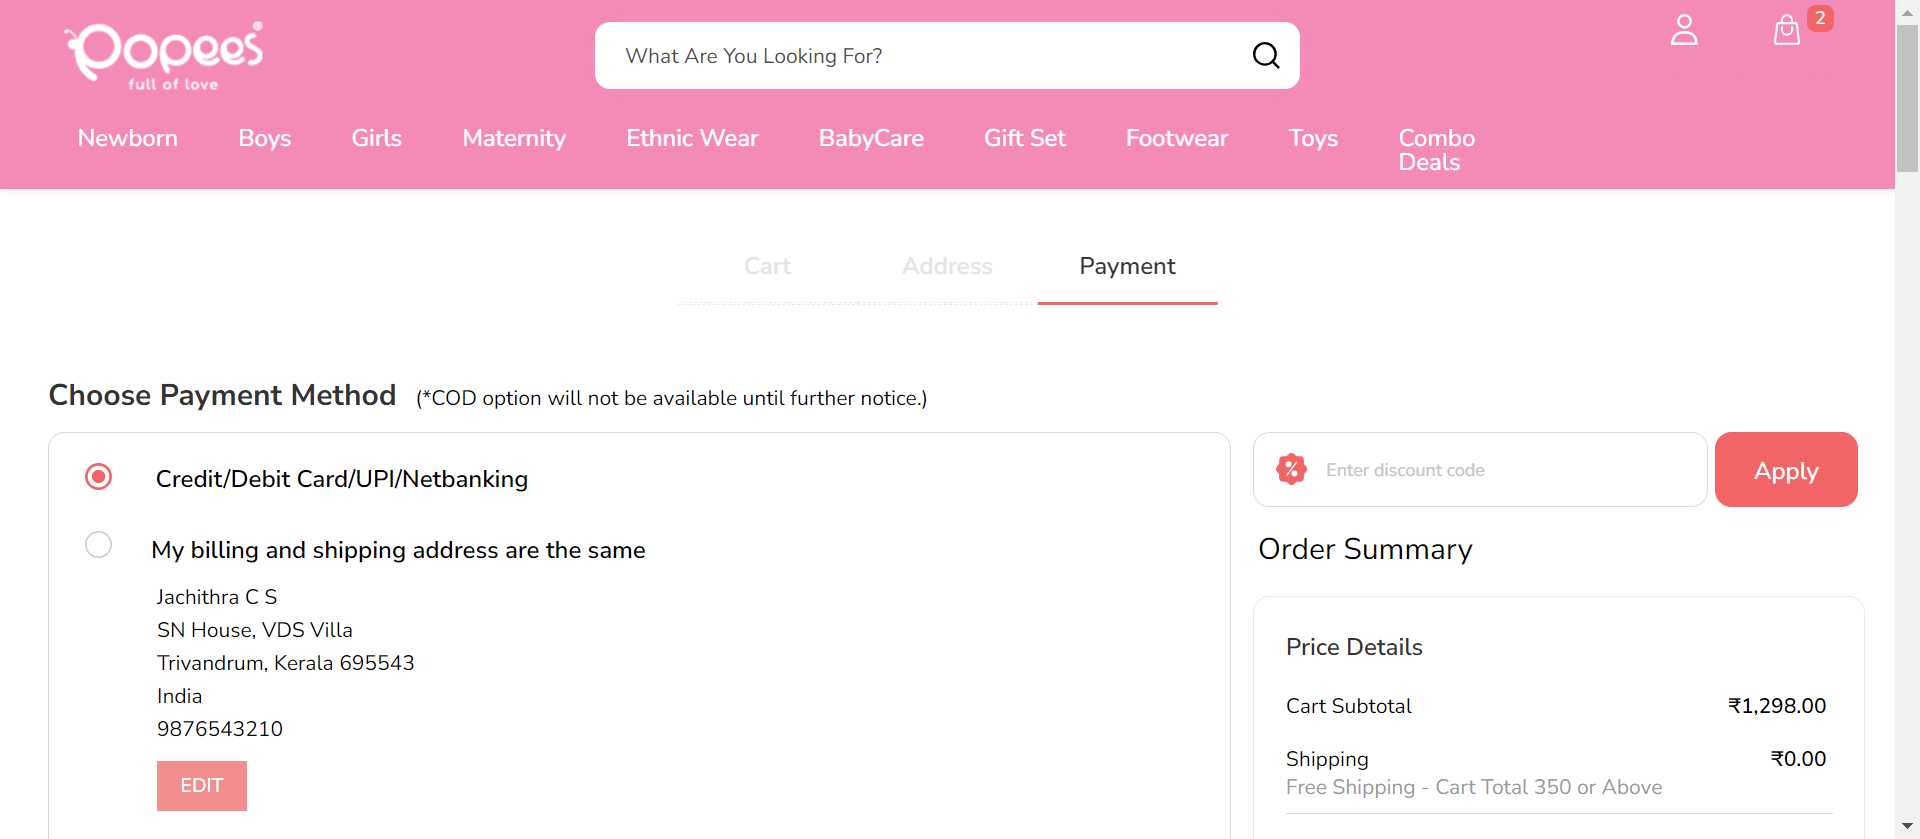 Popees®
full of love
What Are You Looking For?
2
Newborn
Boys
Girls
Maternity
Ethnic Wear
BabyCare
Gift Set
Footwear
Toys
Combo
Deals
Cart
Address
Payment
Choose Payment Method (*COD option will not be available until further notice.)
Credit/Debit Card/UPI/Netbanking
My billing and shipping address are the same
Jachithra C S
SN House, VDS Villa
Trivandrum, Kerala 695543
India
9876543210
EDIT
% Enter discount code
Apply
Order Summary
Price Details
Cart Subtotal ₹1,298.00
Shipping ₹0.00
Free Shipping - Cart Total 350 or Above